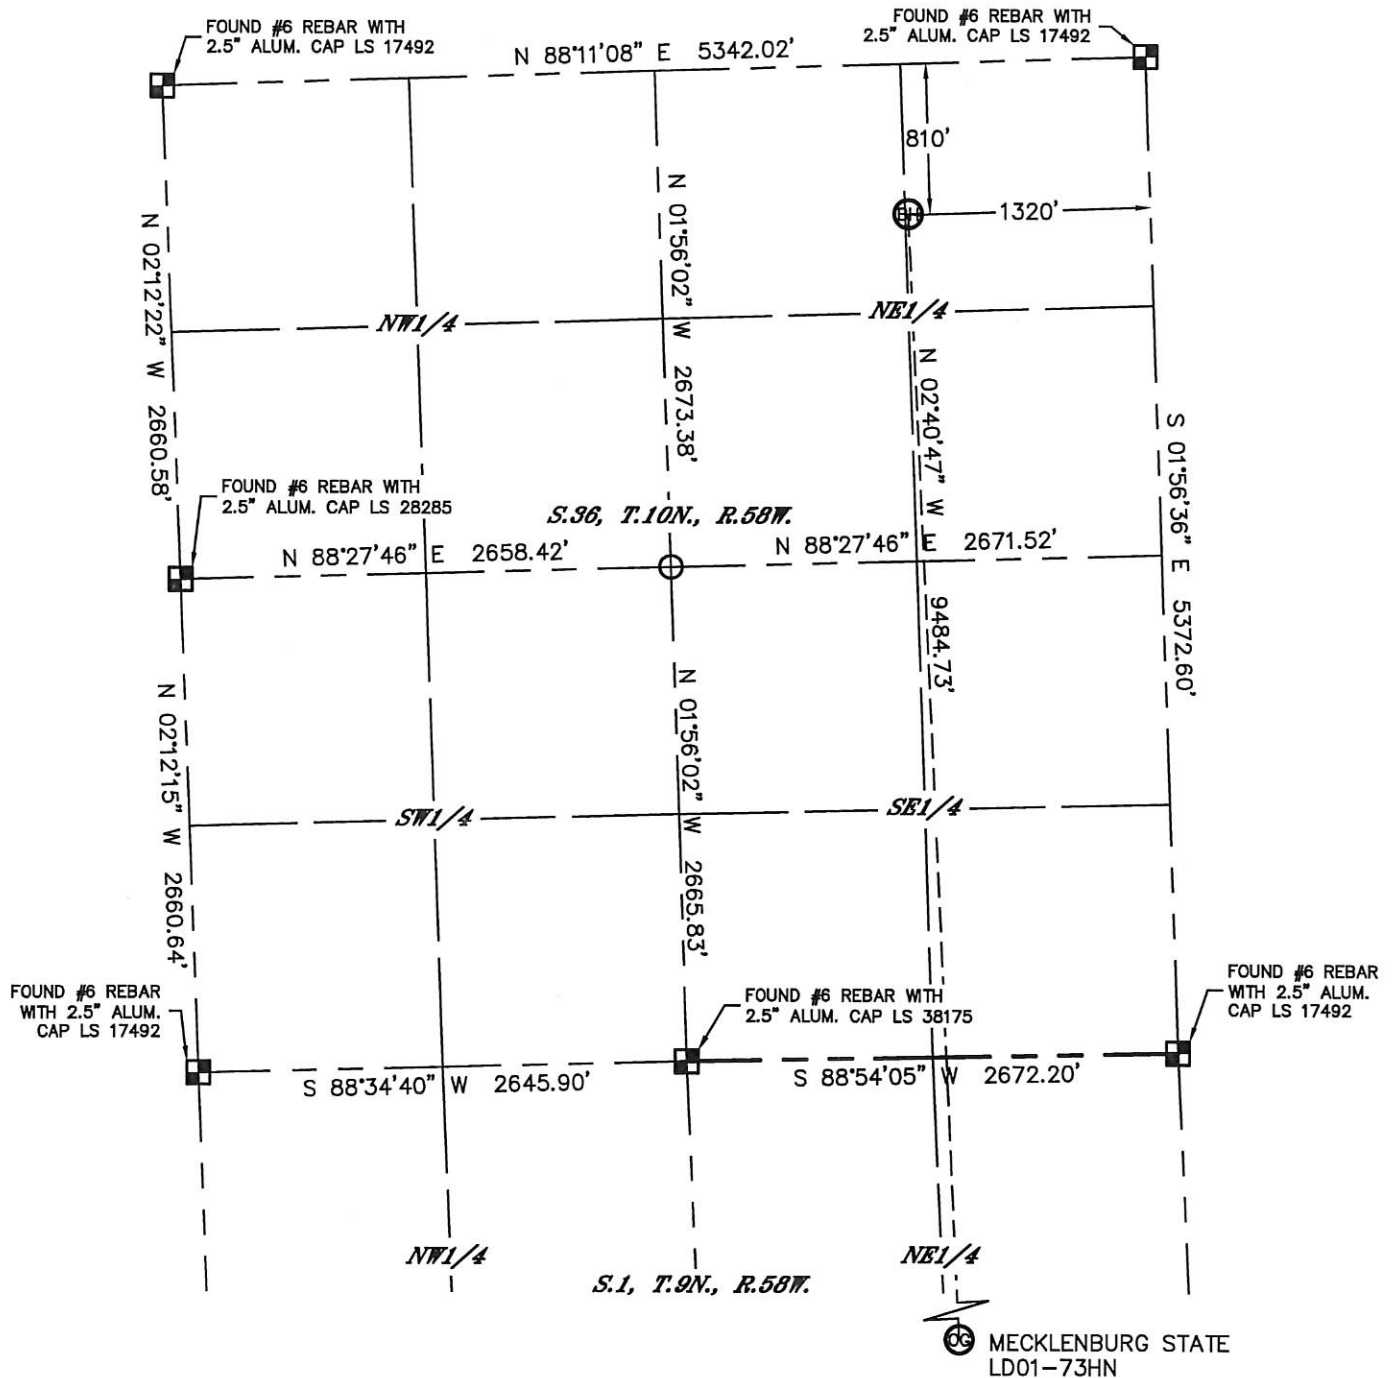 FOUND #6 REBAR WITH
2.5" ALUM. CAP LS 17492
FOUND #6 REBAR WITH
2.5" ALUM. CAP LS 17492
N 88°11'08" E 5342.02'
810'
BH
1320'
N 02°12'22" W 2660.58'
N 01°56'02" W 2673.38'
NW1/4
NE1/4
N 02°40'47" W 9484.73'
S 01°56'36" E 5372.60'
FOUND #6 REBAR WITH
2.5" ALUM. CAP LS 28285
S.36, T.10N., R.58W.
N 88°27'46" E 2658.42'
N 88°27'46" E 2671.52'
N 02°12'15" W 2660.64'
N 01°56'02" W 2665.83'
SW1/4
SE1/4
FOUND #6 REBAR
WITH 2.5" ALUM.
CAP LS 17492
FOUND #6 REBAR WITH
2.5" ALUM. CAP LS 38175
FOUND #6 REBAR
WITH 2.5" ALUM.
CAP LS 17492
S 88°34'40" W 2645.90'
S 88°54'05" W 2672.20'
NW1/4
NE1/4
S.1, T.9N., R.58W.
OG
MECKLENBURG STATE
LD01-73HN